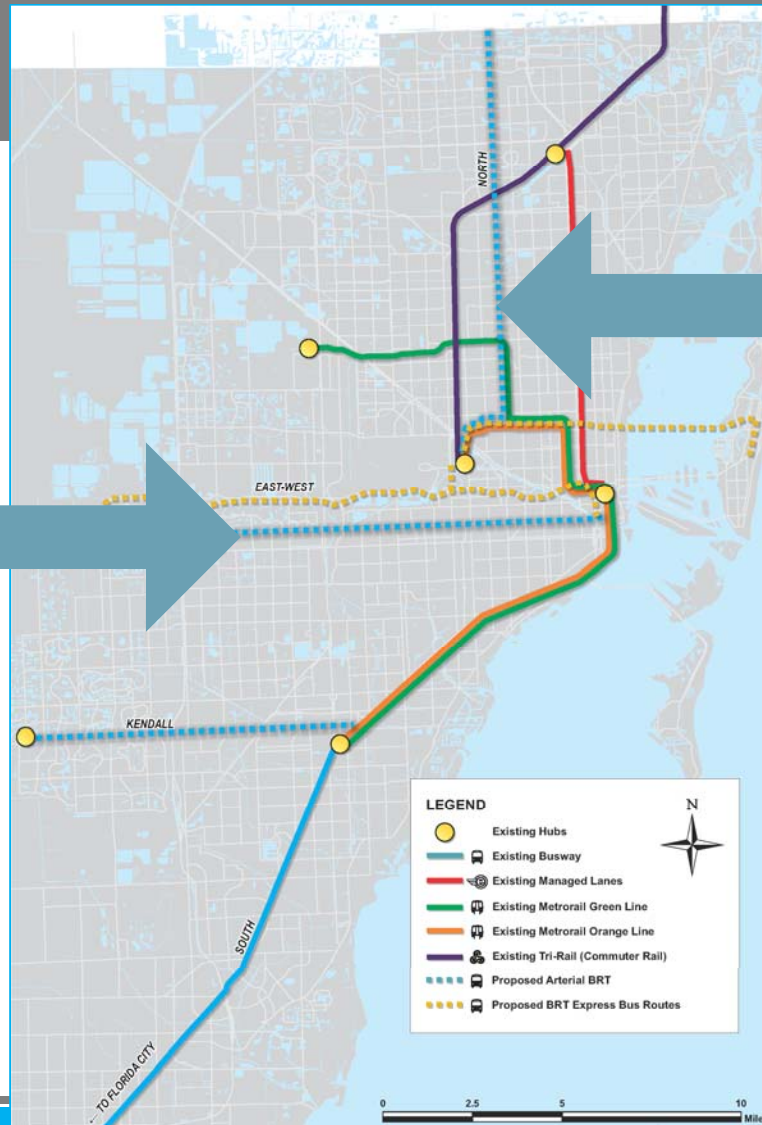 NORTH
EAST-WEST
KENDALL
SOUTH
← TO FLORIDA CITY
LEGEND
N
Existing Hubs
Existing Busway
Existing Managed Lanes
Existing Metrorail Green Line
Existing Metrorail Orange Line
Existing Tri-Rail (Commuter Rail)
Proposed Arterial BRT
Proposed BRT Express Bus Routes
0 2.5 5 10
Mile